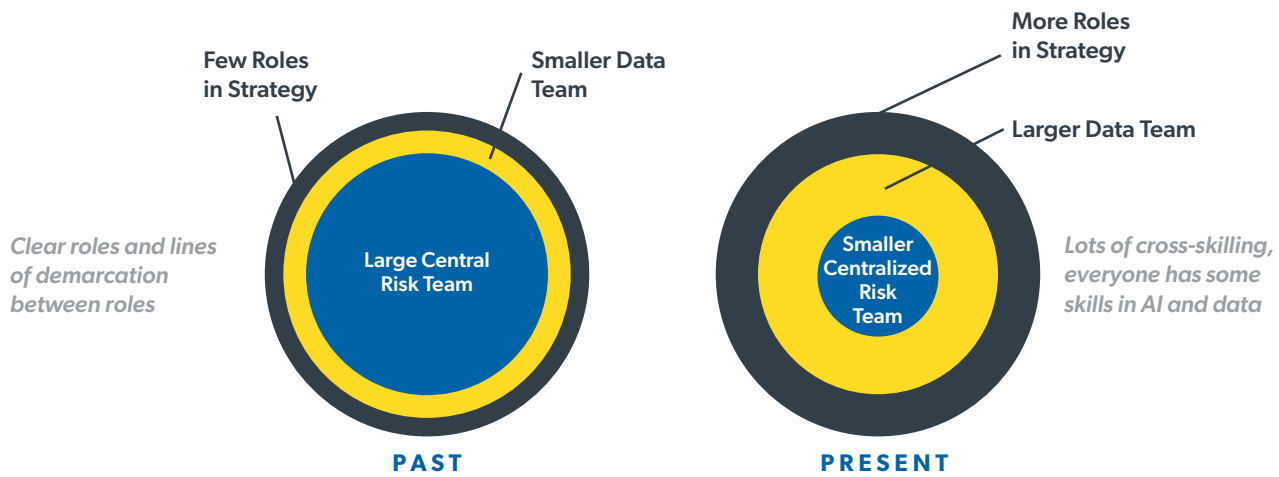 Few Roles
in Strategy
Smaller Data
Team
Clear roles and lines
of demarcation
between roles
Large Central
Risk Team
PAST
More Roles
in Strategy
Larger Data Team
Smaller
Centralized
Risk
Team
Lots of cross-skilling,
everyone has some
skills in AI and data
PRESENT